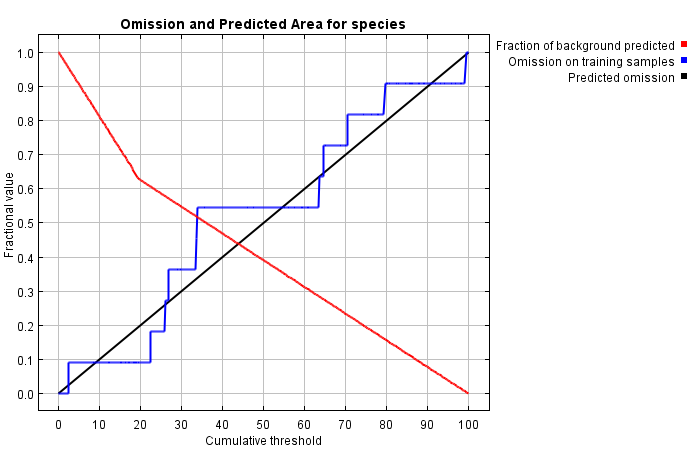 Omission and Predicted Area for species
Fraction of background predicted
Omission on training samples
Predicted omission
Fractional value
1.0
0.9
0.8
0.7
0.6
0.5
0.4
0.3
0.2
0.1
0.0
0 10 20 30 40 50 60 70 80 90 100
Cumulative threshold